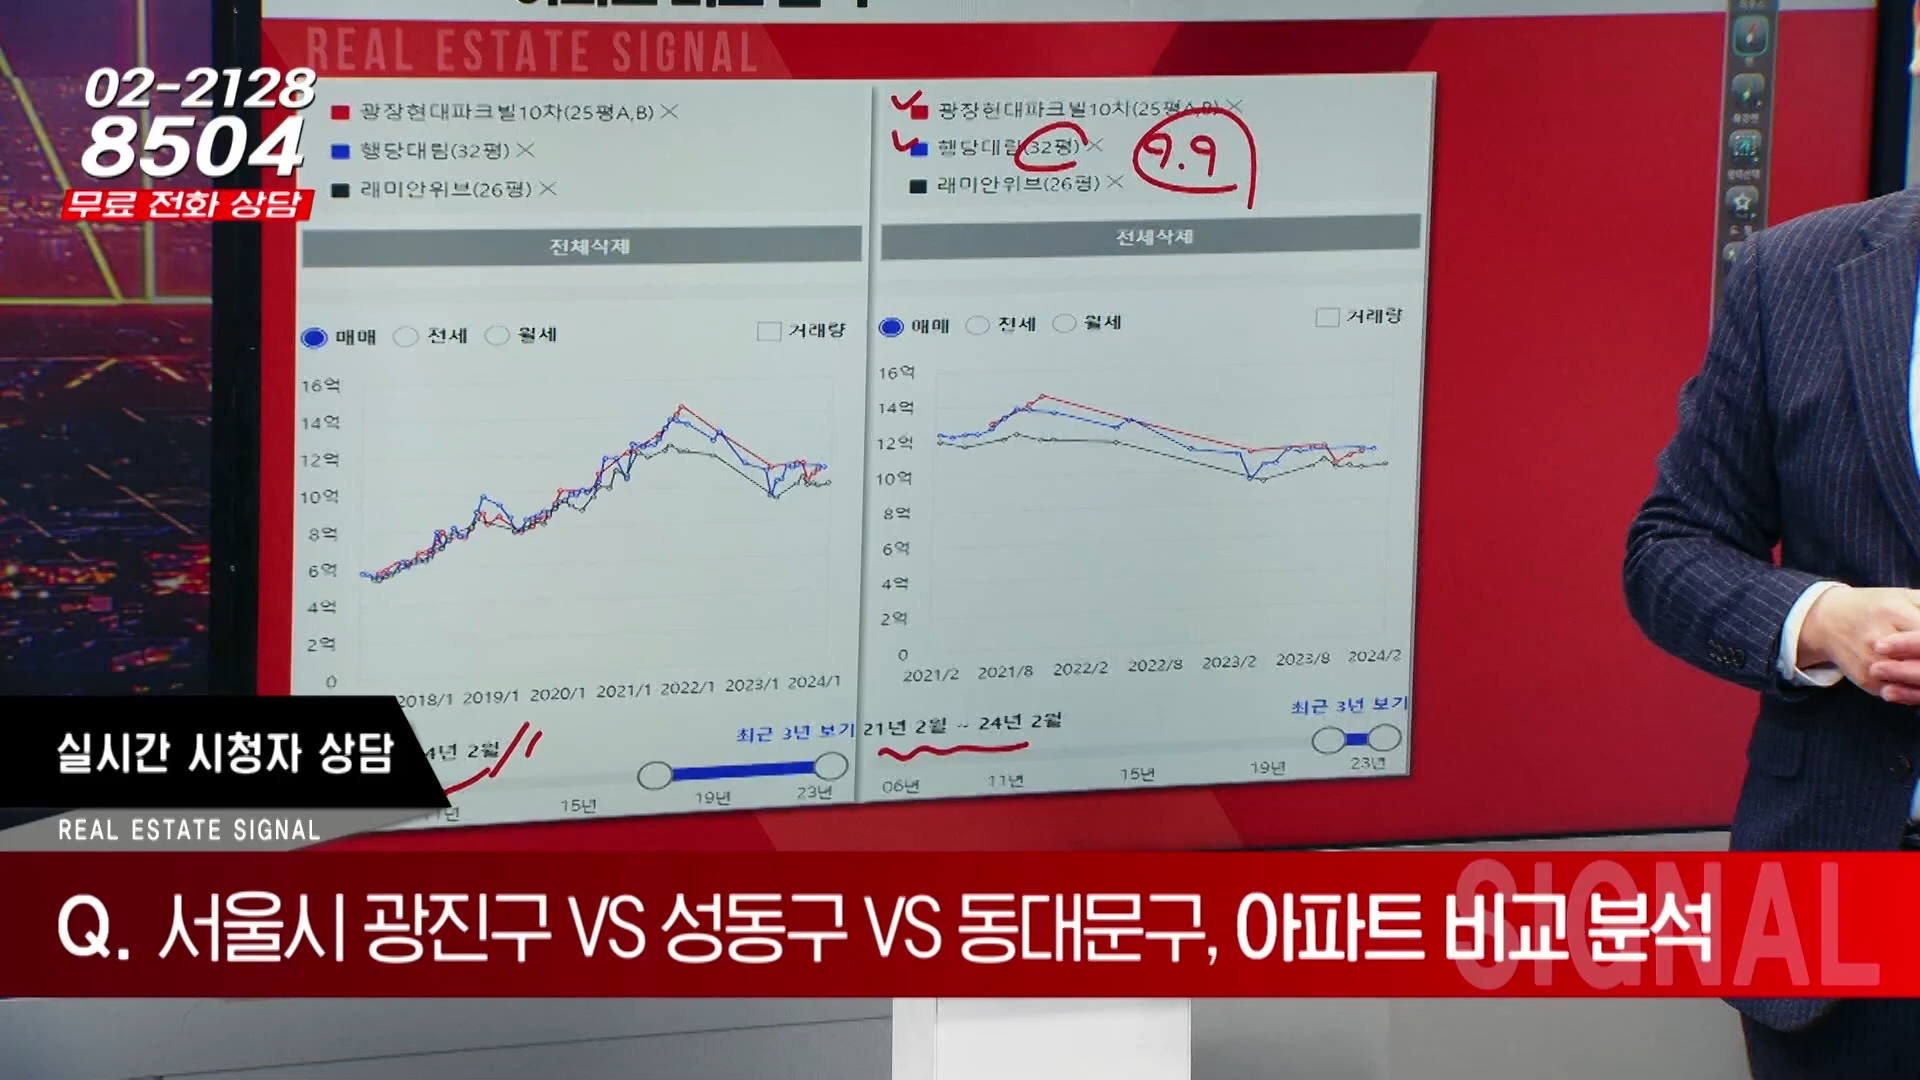 REAL ESTATE SIGNAL
02-2128
8504
무료 전화 상담
광장현대파크빌10차(25평A,B) ×
행당대림(32평) ×
래미안위브(26평) ×
전체삭제
매매 전세 월세 거래량
16억
14억
12억
10억
8억
6억
4억
2억
0
2018/1 2019/1 2020/1 2021/1 2022/1 2023/1 2024/1
4년 2월
최근 3년 보기
15년 19년 23년
광장현대파크빌10차(25평A,B) ×
행당대림(32평) ×
9.9
래미안위브(26평) ×
전체삭제
매매 전세 월세 거래량
16억
14억
12억
10억
8억
6억
4억
2억
0
2021/2 2021/8 2022/2 2022/8 2023/2 2023/8 2024/2
최근 3년 보기
21년 2월 ~ 24년 2월
06년 11년 15년 19년 23년
실시간 시청자 상담
REAL ESTATE SIGNAL
Q. 서울시 광진구 VS 성동구 VS 동대문구, 아파트 비교 분석
SIGNAL